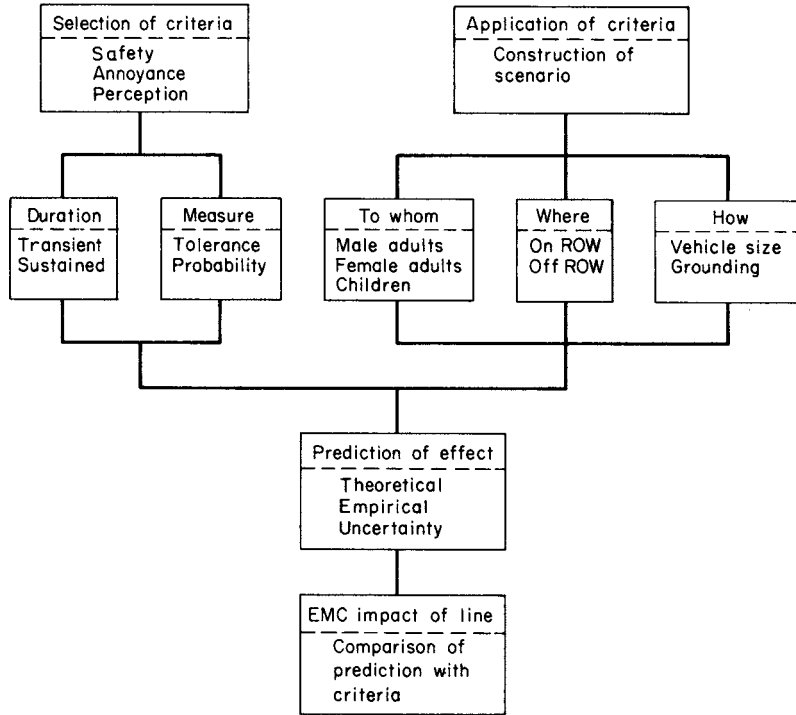 Selection of criteria
Safety
Annoyance
Perception
Application of criteria
Construction of
scenario
Duration
Transient
Sustained
Measure
Tolerance
Probability
To whom
Male adults
Female adults
Children
Where
On ROW
Off ROW
How
Vehicle size
Grounding
Prediction of effect
Theoretical
Empirical
Uncertainty
EMC impact of line
Comparison of
prediction with
criteria